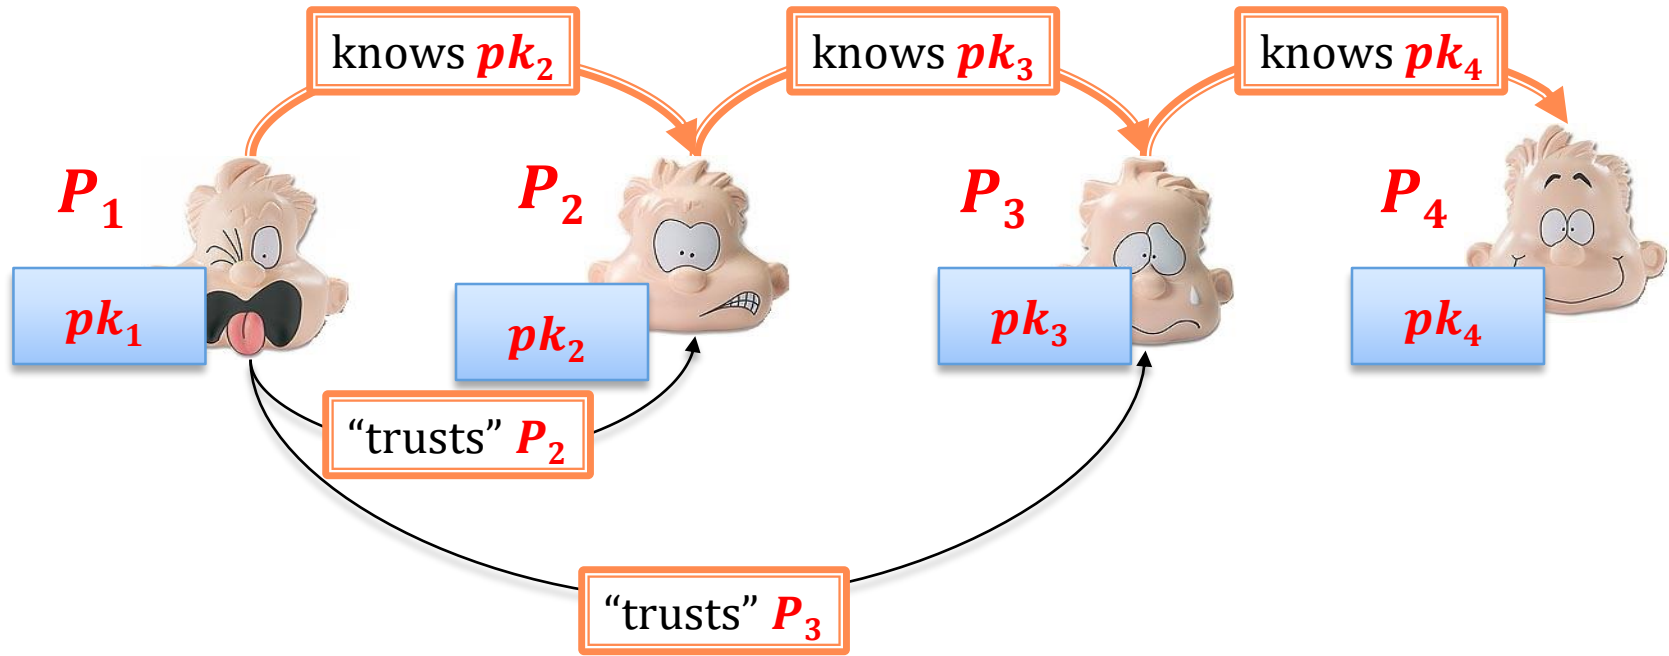 knows pk₂
knows pk₃
knows pk₄
P₁
P₂
P₃
P₄
pk₁
pk₂
pk₃
pk₄
“trusts” P₂
“trusts” P₃